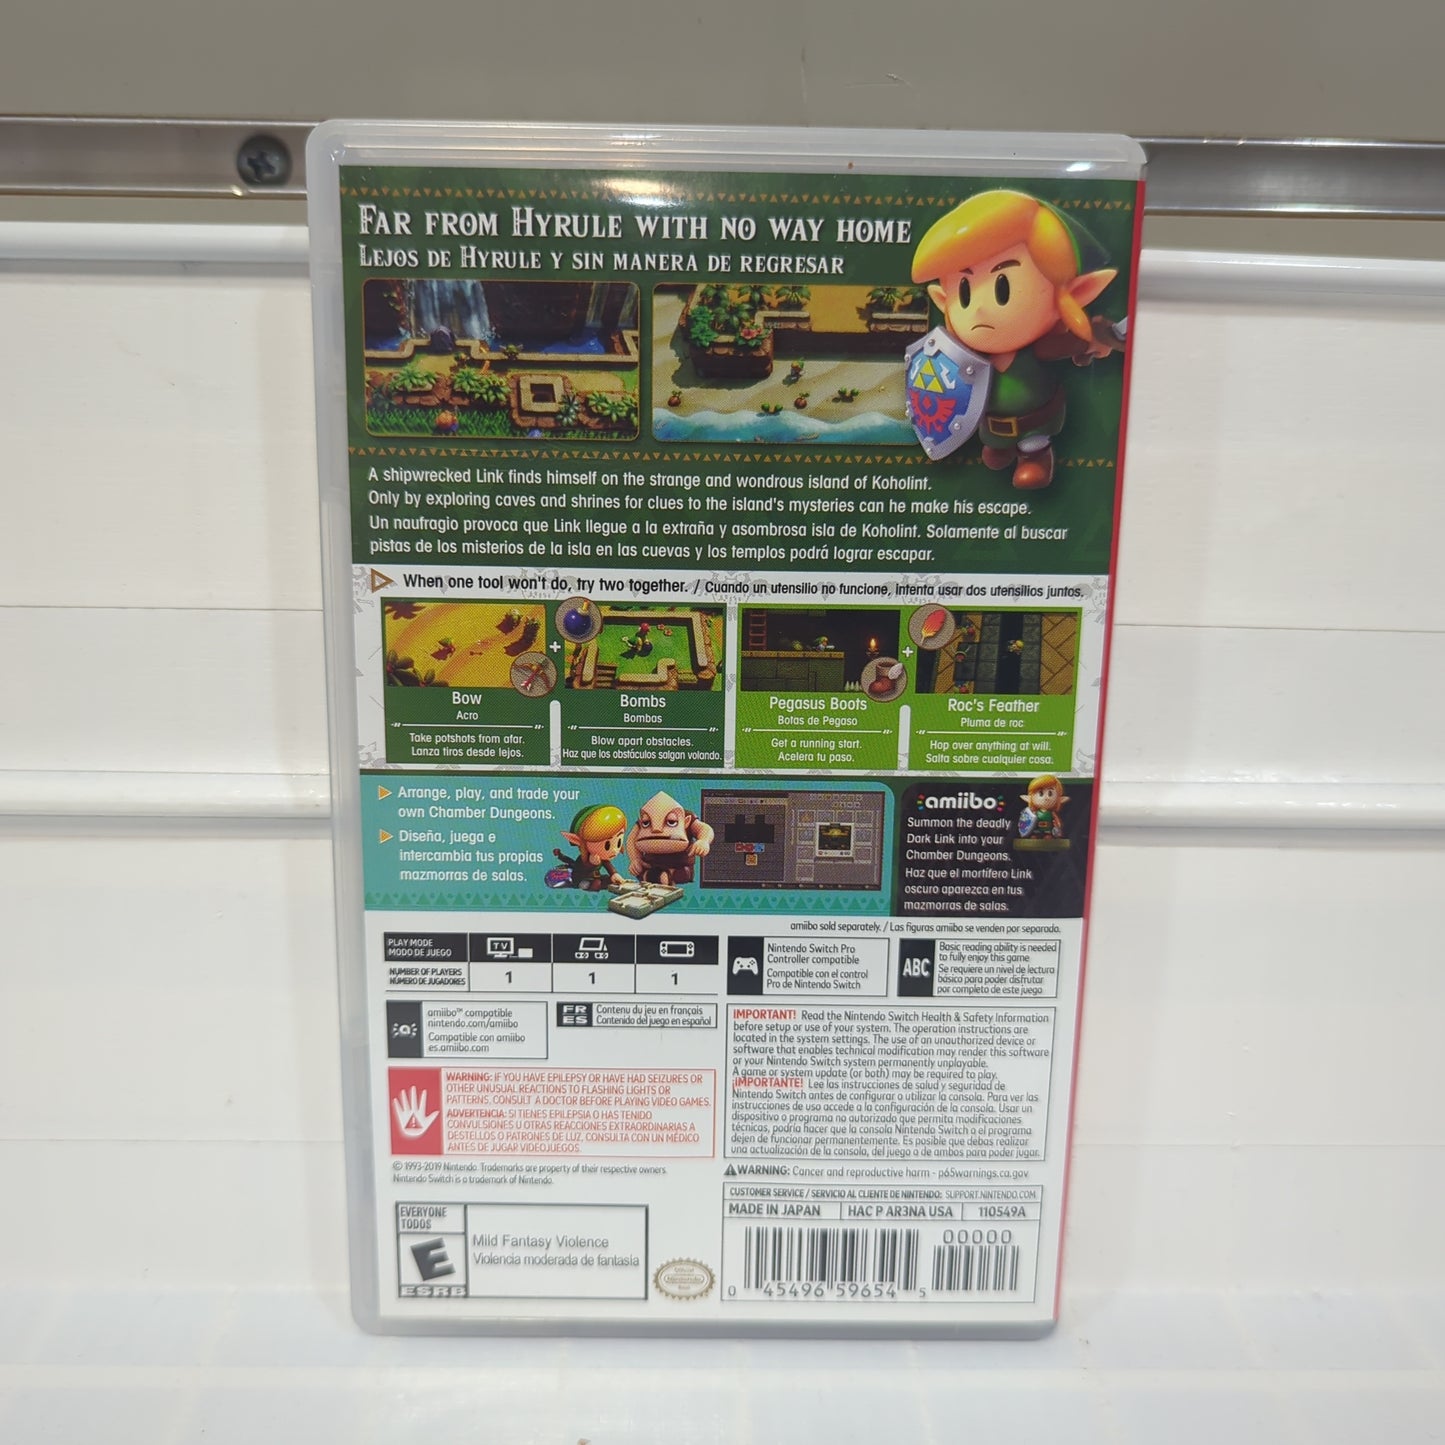 FAR FROM HYRULE WITH NO WAY HOME
LEJOS DE HYRULE Y SIN MANERA DE REGRESAR
A shipwrecked Link finds himself on the strange and wondrous island of Koholint.
Only by exploring caves and shrines for clues to the island's mysteries can he make his escape.
Un naufragio provoca que Link llegue a la extraña y asombrosa isla de Koholint. Solamente al buscar
pistas de los misterios de la isla en las cuevas y los templos podrá lograr escapar.
When one tool won't do, try two together. / Cuando un utensilio no funcione, intenta usar dos utensilios juntos.
+
+
Bow
Acro
Take potshots from afar.
Lanza tiros desde lejos.
Bombs
Bombas
Blow apart obstacles.
Haz que los obstáculos salgan volando.
Pegasus Boots
Botas de Pegaso
Get a running start.
Acelera tu paso.
Roc's Feather
Pluma de roc
Hop over anything at will.
Salta sobre cualquier cosa.
Arrange, play, and trade your
own Chamber Dungeons.
Diseña, juega e
intercambia tus propias
mazmorras de salas.
amiibo
Summon the deadly
Dark Link into your
Chamber Dungeons.
Haz que el mortífero Link
oscuro aparezca en tus
mazmorras de salas.
amiibo sold separately. / Las figuras amiibo se venden por separado.
PLAY MODE
MODO DE JUEGO
TV
NUMBER OF PLAYERS
NÚMERO DE JUGADORES
1
1
1
Nintendo Switch Pro
Controller compatible
Compatible con el control
Pro de Nintendo Switch
ABC
Basic reading ability is needed
to fully enjoy this game
Se requiere un nivel de lectura
básico para poder disfrutar
por completo de este juego
amiibo™ compatible
nintendo.com/amiibo
Compatible con amiibo
es.amiibo.com
FR
ES
Contenu du jeu en français
Contenido del juego en español
WARNING: IF YOU HAVE EPILEPSY OR HAVE HAD SEIZURES OR
OTHER UNUSUAL REACTIONS TO FLASHING LIGHTS OR
PATTERNS, CONSULT A DOCTOR BEFORE PLAYING VIDEO GAMES.
ADVERTENCIA: SI TIENES EPILEPSIA O HAS TENIDO
CONVULSIONES U OTRAS REACCIONES EXTRAORDINARIAS A
DESTELLOS O PATRONES DE LUZ, CONSULTA CON UN MÉDICO
ANTES DE JUGAR VIDEOJUEGOS.
IMPORTANT! Read the Nintendo Switch Health & Safety Information
before setup or use of your system. The operation instructions are
located in the system settings. The use of an unauthorized device or
software that enables technical modification may render this software
or your Nintendo Switch system permanently unplayable.
A game or system update (or both) may be required to play.
¡IMPORTANTE! Lee las instrucciones de salud y seguridad de
Nintendo Switch antes de configurar o utilizar la consola. Para ver las
instrucciones de uso accede a la configuración de la consola. Usar un
dispositivo o programa no autorizado que permita modificaciones
técnicas, podría hacer que la consola Nintendo Switch o el programa
dejen de funcionar permanentemente. Es posible que debas realizar
una actualización de la consola, del juego o de ambos para poder jugar.
© 1993-2019 Nintendo. Trademarks are property of their respective owners.
Nintendo Switch is a trademark of Nintendo.
WARNING: Cancer and reproductive harm - p65warnings.ca.gov
CUSTOMER SERVICE / SERVICIO AL CLIENTE DE NINTENDO: SUPPORT.NINTENDO.COM
MADE IN JAPAN
HAC P AR3NA USA
110549A
EVERYONE
TODOS
E
ESRB
Mild Fantasy Violence
Violencia moderada de fantasía
Official
Nintendo
Seal
00000
0 45496 59654 5